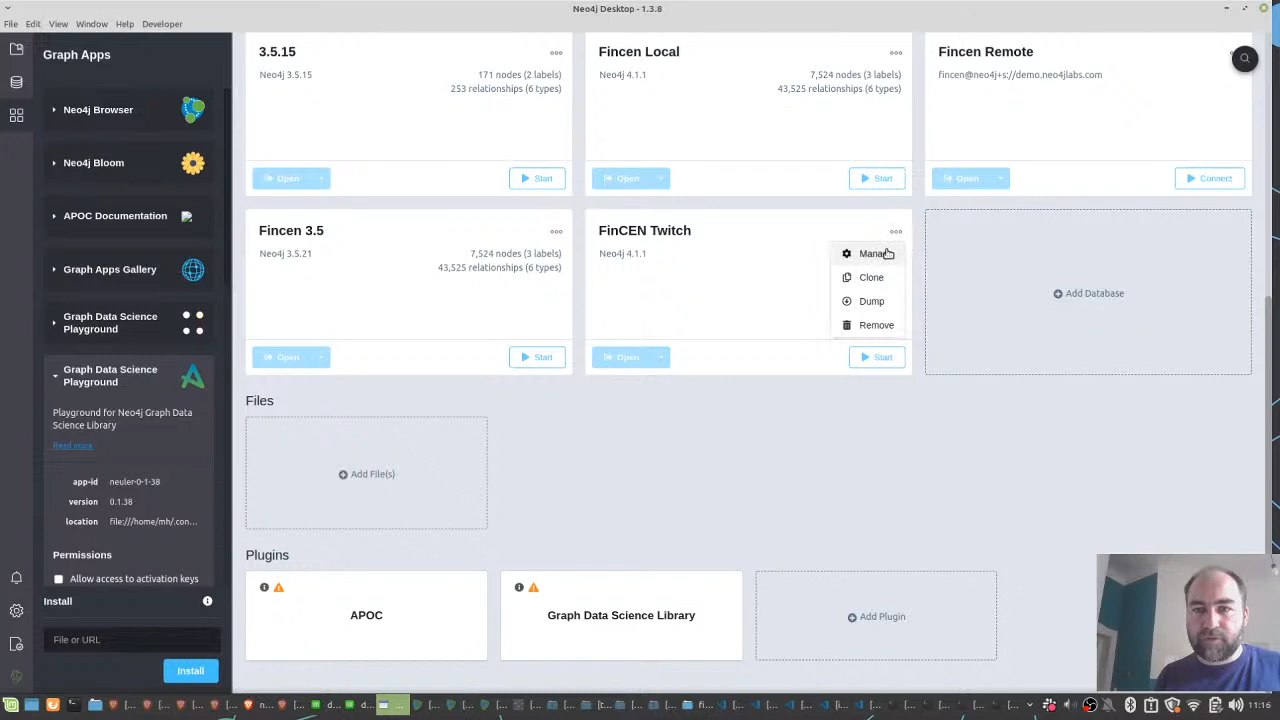 Neo4j Desktop - 1.3.8
File Edit View Window Help Developer
Graph Apps
Neo4j Browser
Neo4j Bloom
APOC Documentation
Graph Apps Gallery
Graph Data Science
Playground
Graph Data Science
Playground
Playground for Neo4j Graph Data
Science Library
Read more
app-id neuler-0-1-38
version 0.1.38
location file:///home/mh/.con...
Permissions
Allow access to activation keys
Install
File or URL
Install
3.5.15
Neo4j 3.5.15
171 nodes (2 labels)
253 relationships (6 types)
Open
Start
Fincen Local
Neo4j 4.1.1
7,524 nodes (3 labels)
43,525 relationships (6 types)
Open
Start
Fincen Remote
fincen@neo4j+s://demo.neo4jlabs.com
Open
Connect
Fincen 3.5
Neo4j 3.5.21
7,524 nodes (3 labels)
43,525 relationships (6 types)
Open
Start
FinCEN Twitch
Neo4j 4.1.1
Manag
Clone
Dump
Remove
Open
Start
Add Database
Files
Add File(s)
Plugins
APOC
Graph Data Science Library
Add Plugin
11:16